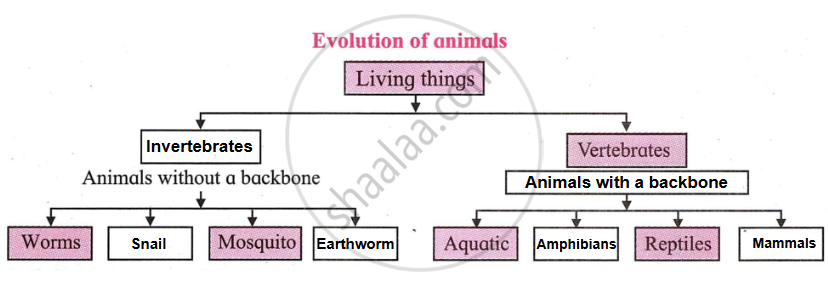 Evolution of animals
Living things
Invertebrates
Vertebrates
Animals without a backbone
Animals with a backbone
Worms
Snail
Mosquito
Earthworm
Aquatic
Amphibians
Reptiles
Mammals
shaalaa.com